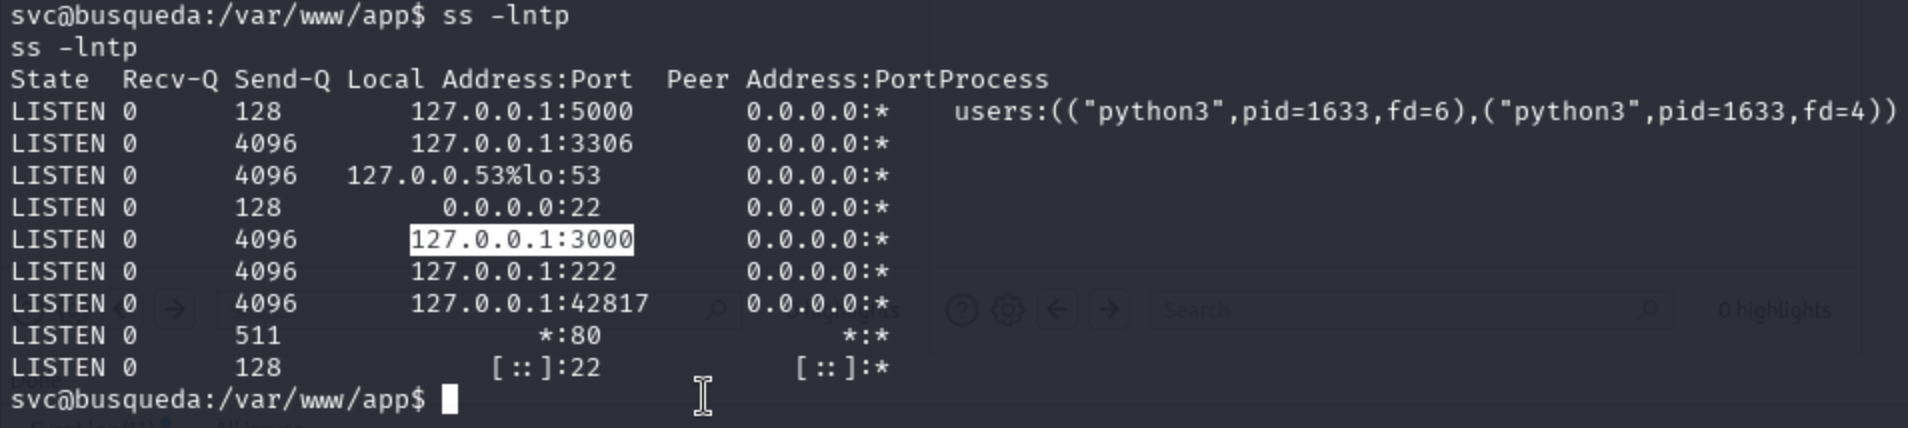 svc@busqueda:/var/www/app$ ss -lntp
ss -lntp
State  Recv-Q Send-Q Local Address:Port  Peer Address:PortProcess
LISTEN 0      128        127.0.0.1:5000       0.0.0.0:*    users:(("python3",pid=1633,fd=6),("python3",pid=1633,fd=4))
LISTEN 0      4096       127.0.0.1:3306       0.0.0.0:*
LISTEN 0      4096   127.0.0.53%lo:53         0.0.0.0:*
LISTEN 0      128          0.0.0.0:22         0.0.0.0:*
LISTEN 0      4096       127.0.0.1:3000       0.0.0.0:*
LISTEN 0      4096       127.0.0.1:222        0.0.0.0:*
LISTEN 0      4096       127.0.0.1:42817      0.0.0.0:*
Search 0 highlights
LISTEN 0      511                *:80               *:*
LISTEN 0      128             [::]:22            [::]:*
Done
svc@busqueda:/var/www/app$